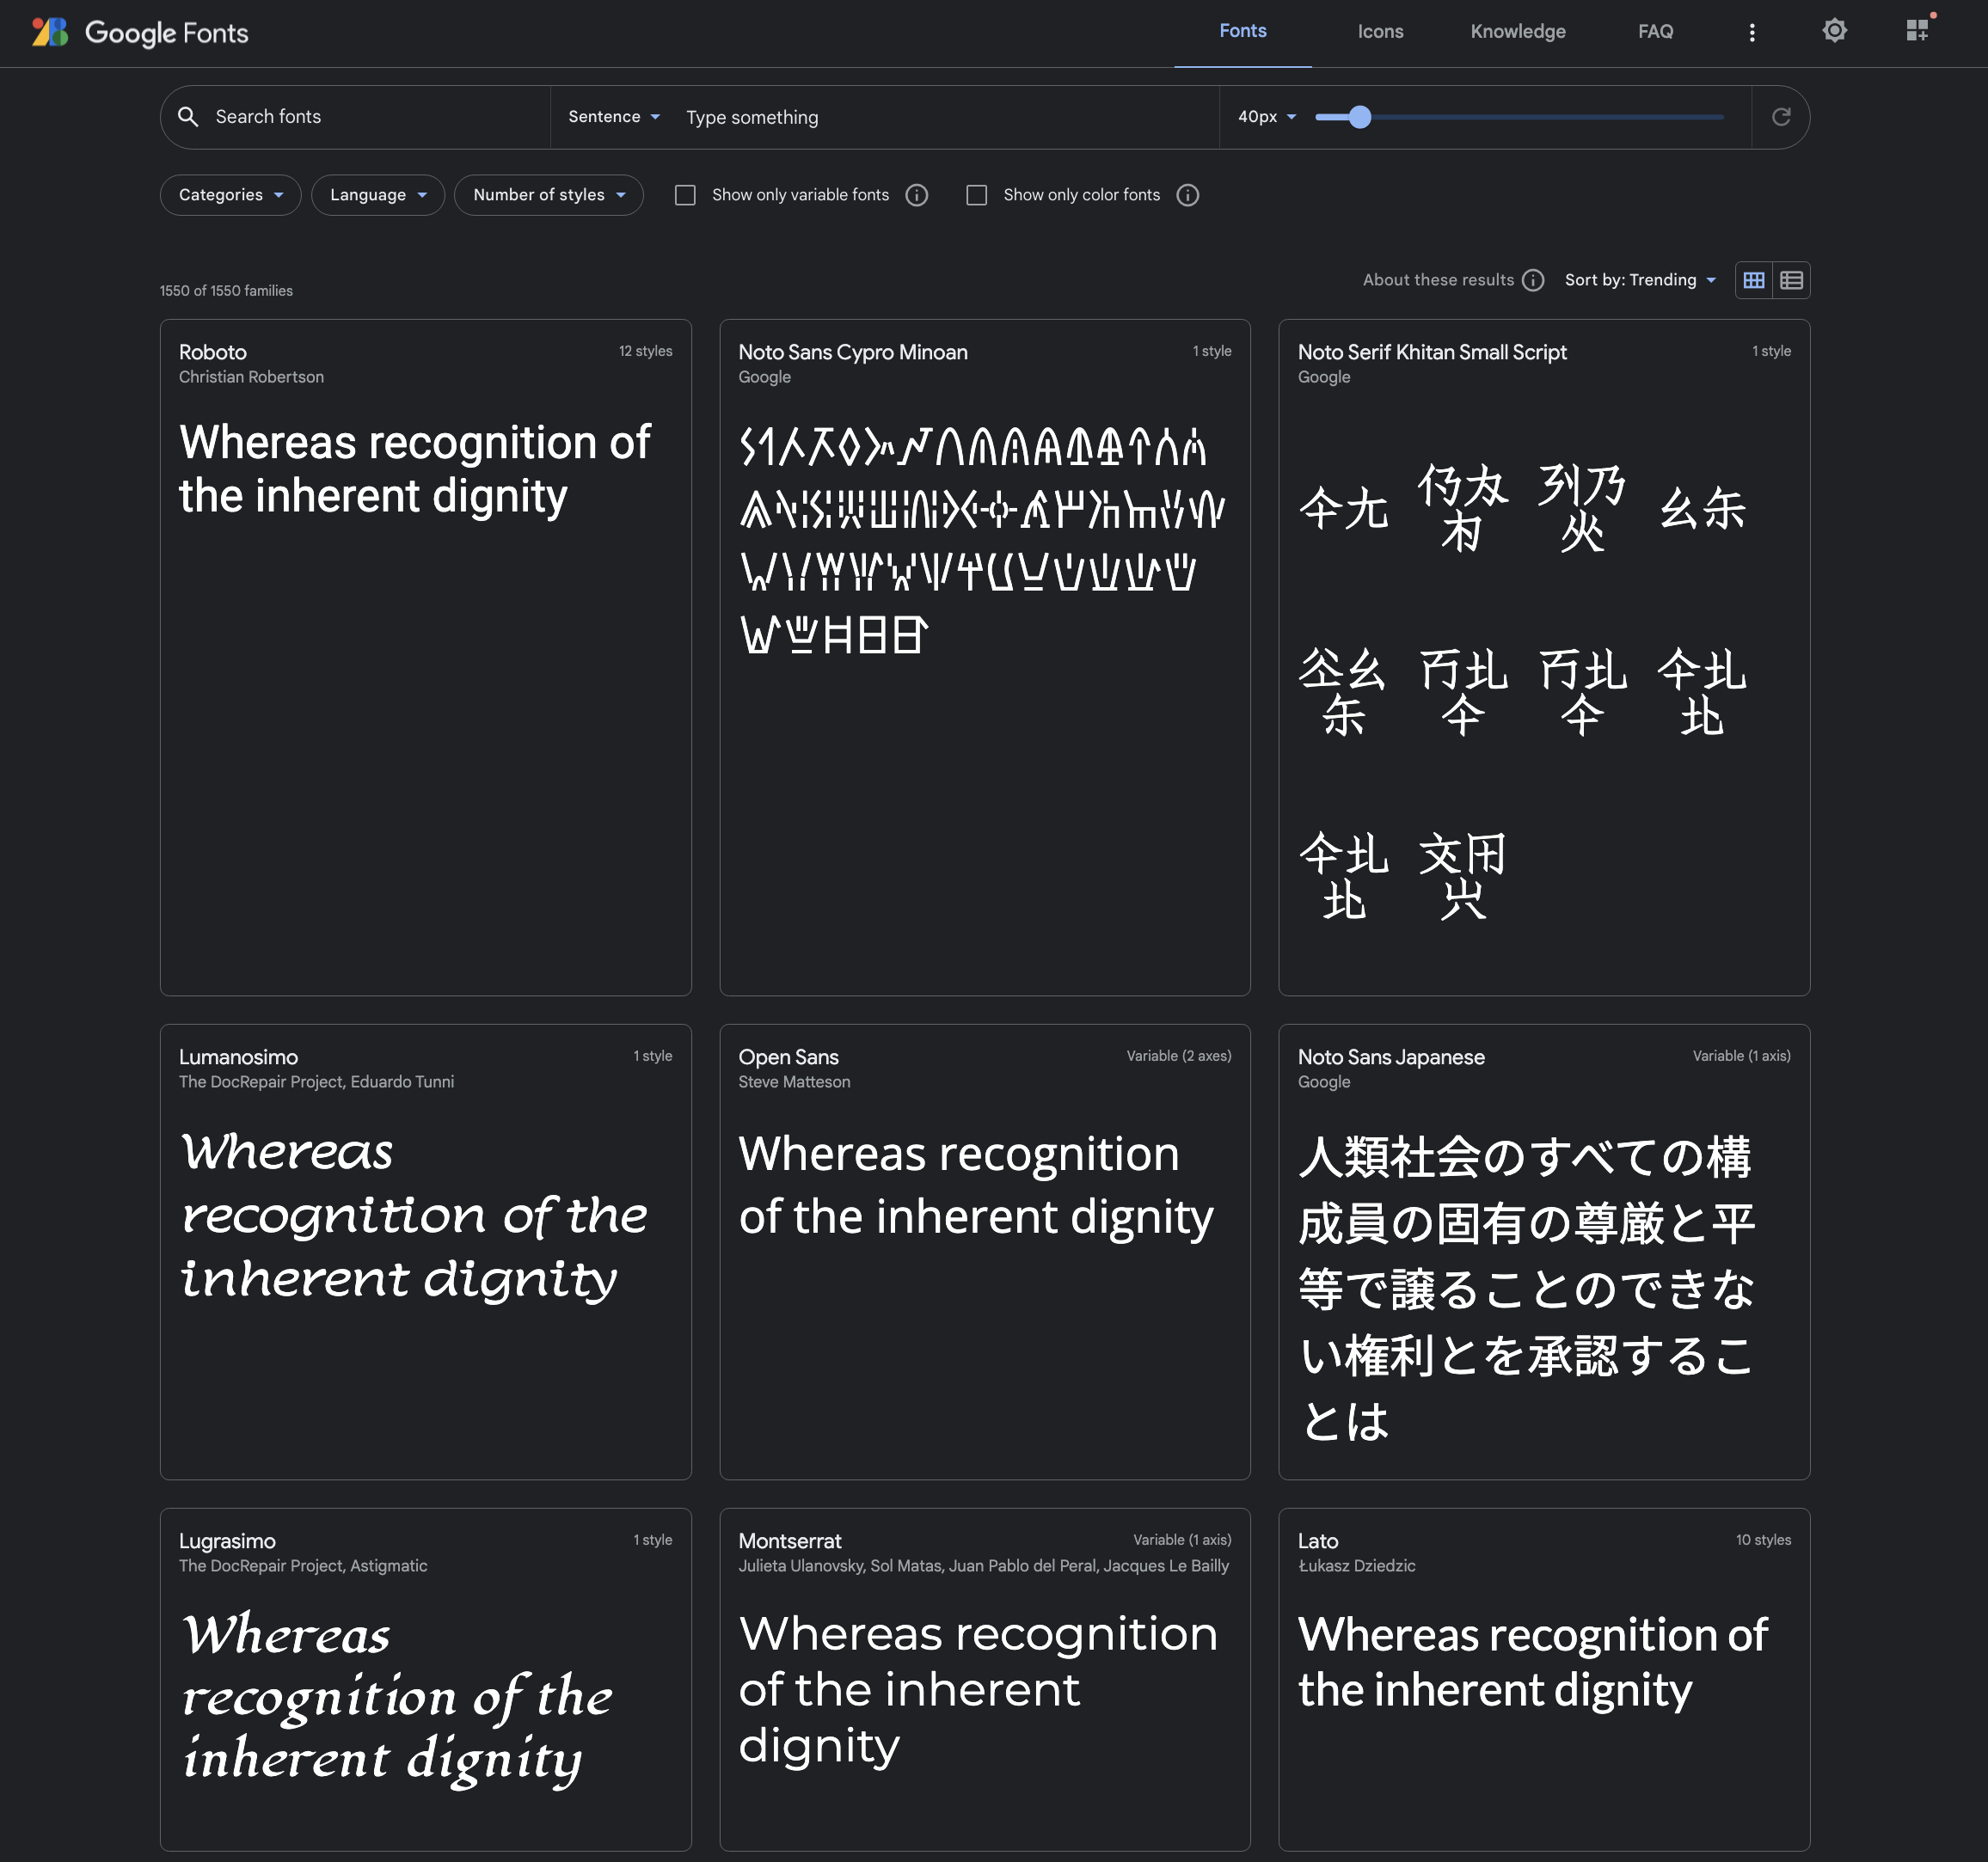 Google Fonts
Fonts
Icons
Knowledge
FAQ
Search fonts
Sentence
Type something
40px
Categories
Language
Number of styles
Show only variable fonts
Show only color fonts
1550 of 1550 families
About these results
Sort by: Trending
Roboto
12 styles
Christian Robertson
Whereas recognition of
the inherent dignity
Noto Sans Cypro Minoan
1 style
Google
Noto Serif Khitan Small Script
1 style
Google
Lumanosimo
1 style
The DocRepair Project, Eduardo Tunni
Whereas
recognition of the
inherent dignity
Open Sans
Variable (2 axes)
Steve Matteson
Whereas recognition
of the inherent dignity
Noto Sans Japanese
Variable (1 axis)
Google
人類社会のすべての構
成員の固有の尊厳と平
等で譲ることのできな
い権利とを承認するこ
とは
Lugrasimo
1 style
The DocRepair Project, Astigmatic
Whereas
recognition of the
inherent dignity
Montserrat
Variable (1 axis)
Julieta Ulanovsky, Sol Matas, Juan Pablo del Peral, Jacques Le Bailly
Whereas recognition
of the inherent
dignity
Lato
10 styles
Łukasz Dziedzic
Whereas recognition of
the inherent dignity